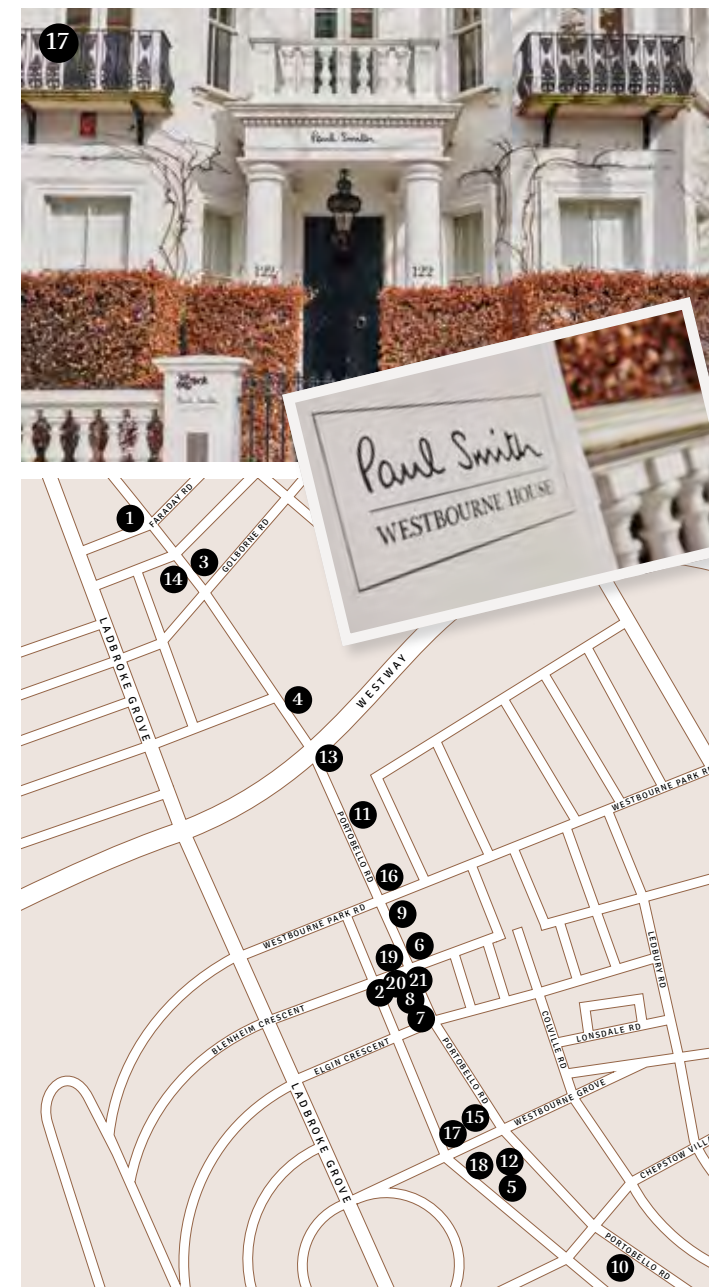 17
Paul Smith
122
122
Paul Smith
WESTBOURNE HOUSE
1
FARADAY RD
3
14
GOLBORNE RD
LADBROKE GROVE
4
WESTWAY
13
11
PORTOBELLO RD
WESTBOURNE PARK RD
16
9
WESTBOURNE PARK RD
6
19
LEDBURY RD
20
21
2
8
7
BLENHEIM CRESCENT
ELGIN CRESCENT
COLVILLE RD
LONSDALE RD
PORTOBELLO RD
LADBROKE GROVE
WESTBOURNE GROVE
15
17
18
12
5
CHEPSTOW VILL
PORTOBELLO RD
10